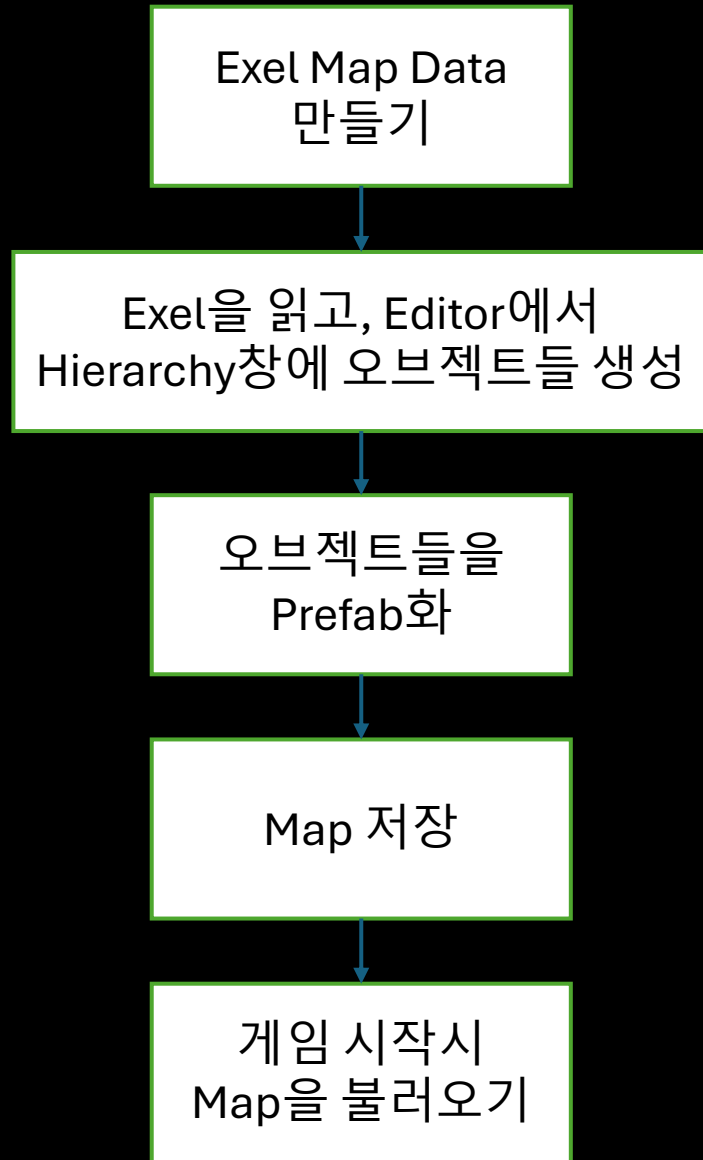 Exel Map Data
만들기
Exel을 읽고, Editor에서
Hierarchy창에 오브젝트들 생성
오브젝트들을
Prefab화
Map 저장
게임 시작시
Map을 불러오기